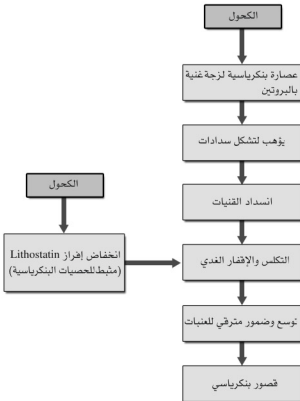 الكحول
عصارة بنكرياسية لزجة غنية
بالبروتين
يؤهب لتشكل سدادات
انسداد القنيات
الكحول
انخفاض إفراز Lithostatin
(مثبط للحصيات البنكرياسية)
التكلس والإقفار الغدي
توسع وضمور مترقي للعنبات
قصور بنكرياسي